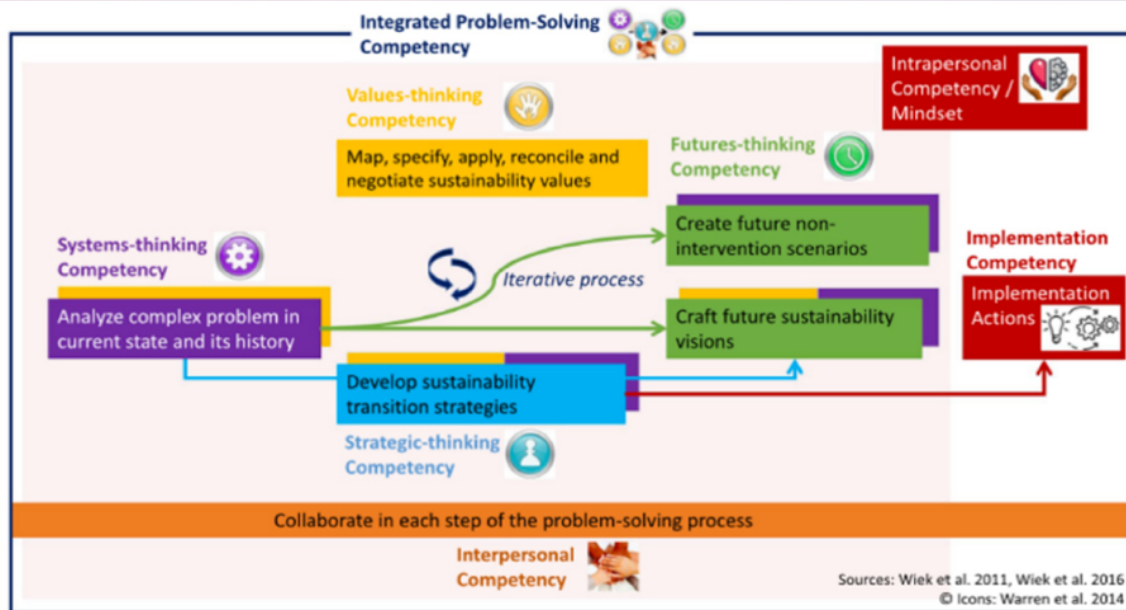 Integrated Problem-Solving
Competency
Intrapersonal
Competency /
Mindset
Values-thinking
Competency
Map, specify, apply, reconcile and
negotiate sustainability values
Futures-thinking
Competency
Create future non-
intervention scenarios
Systems-thinking
Competency
Iterative process
Implementation
Competency
Analyze complex problem in
current state and its history
Craft future sustainability
visions
Implementation
Actions
Develop sustainability
transition strategies
Strategic-thinking
Competency
Collaborate in each step of the problem-solving process
Interpersonal
Competency
Sources: Wiek et al. 2011, Wiek et al. 2016
© Icons: Warren et al. 2014